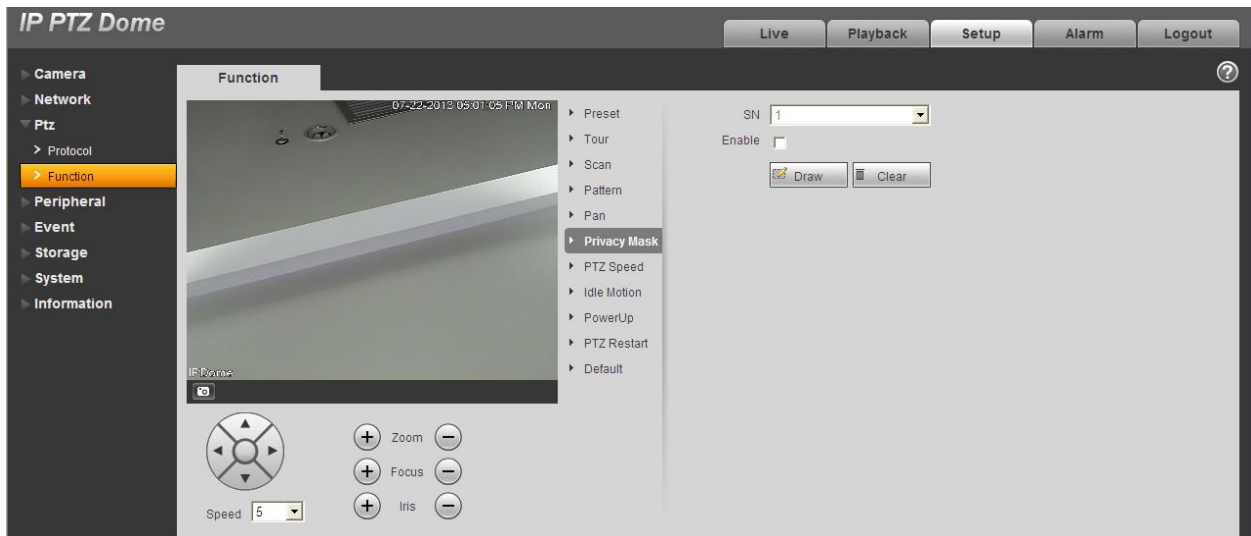 IP PTZ Dome
Live
Playback
Setup
Alarm
Logout
Camera
Network
Ptz
> Protocol
> Function
Peripheral
Event
Storage
System
Information
Function
?
07-22-2013 05:01:05 PM Mon
IP Dome
Preset
Tour
Scan
Pattern
Pan
Privacy Mask
PTZ Speed
Idle Motion
PowerUp
PTZ Restart
Default
SN 1
Enable
Draw Clear
+ Zoom −
+ Focus −
+ Iris −
Speed 5